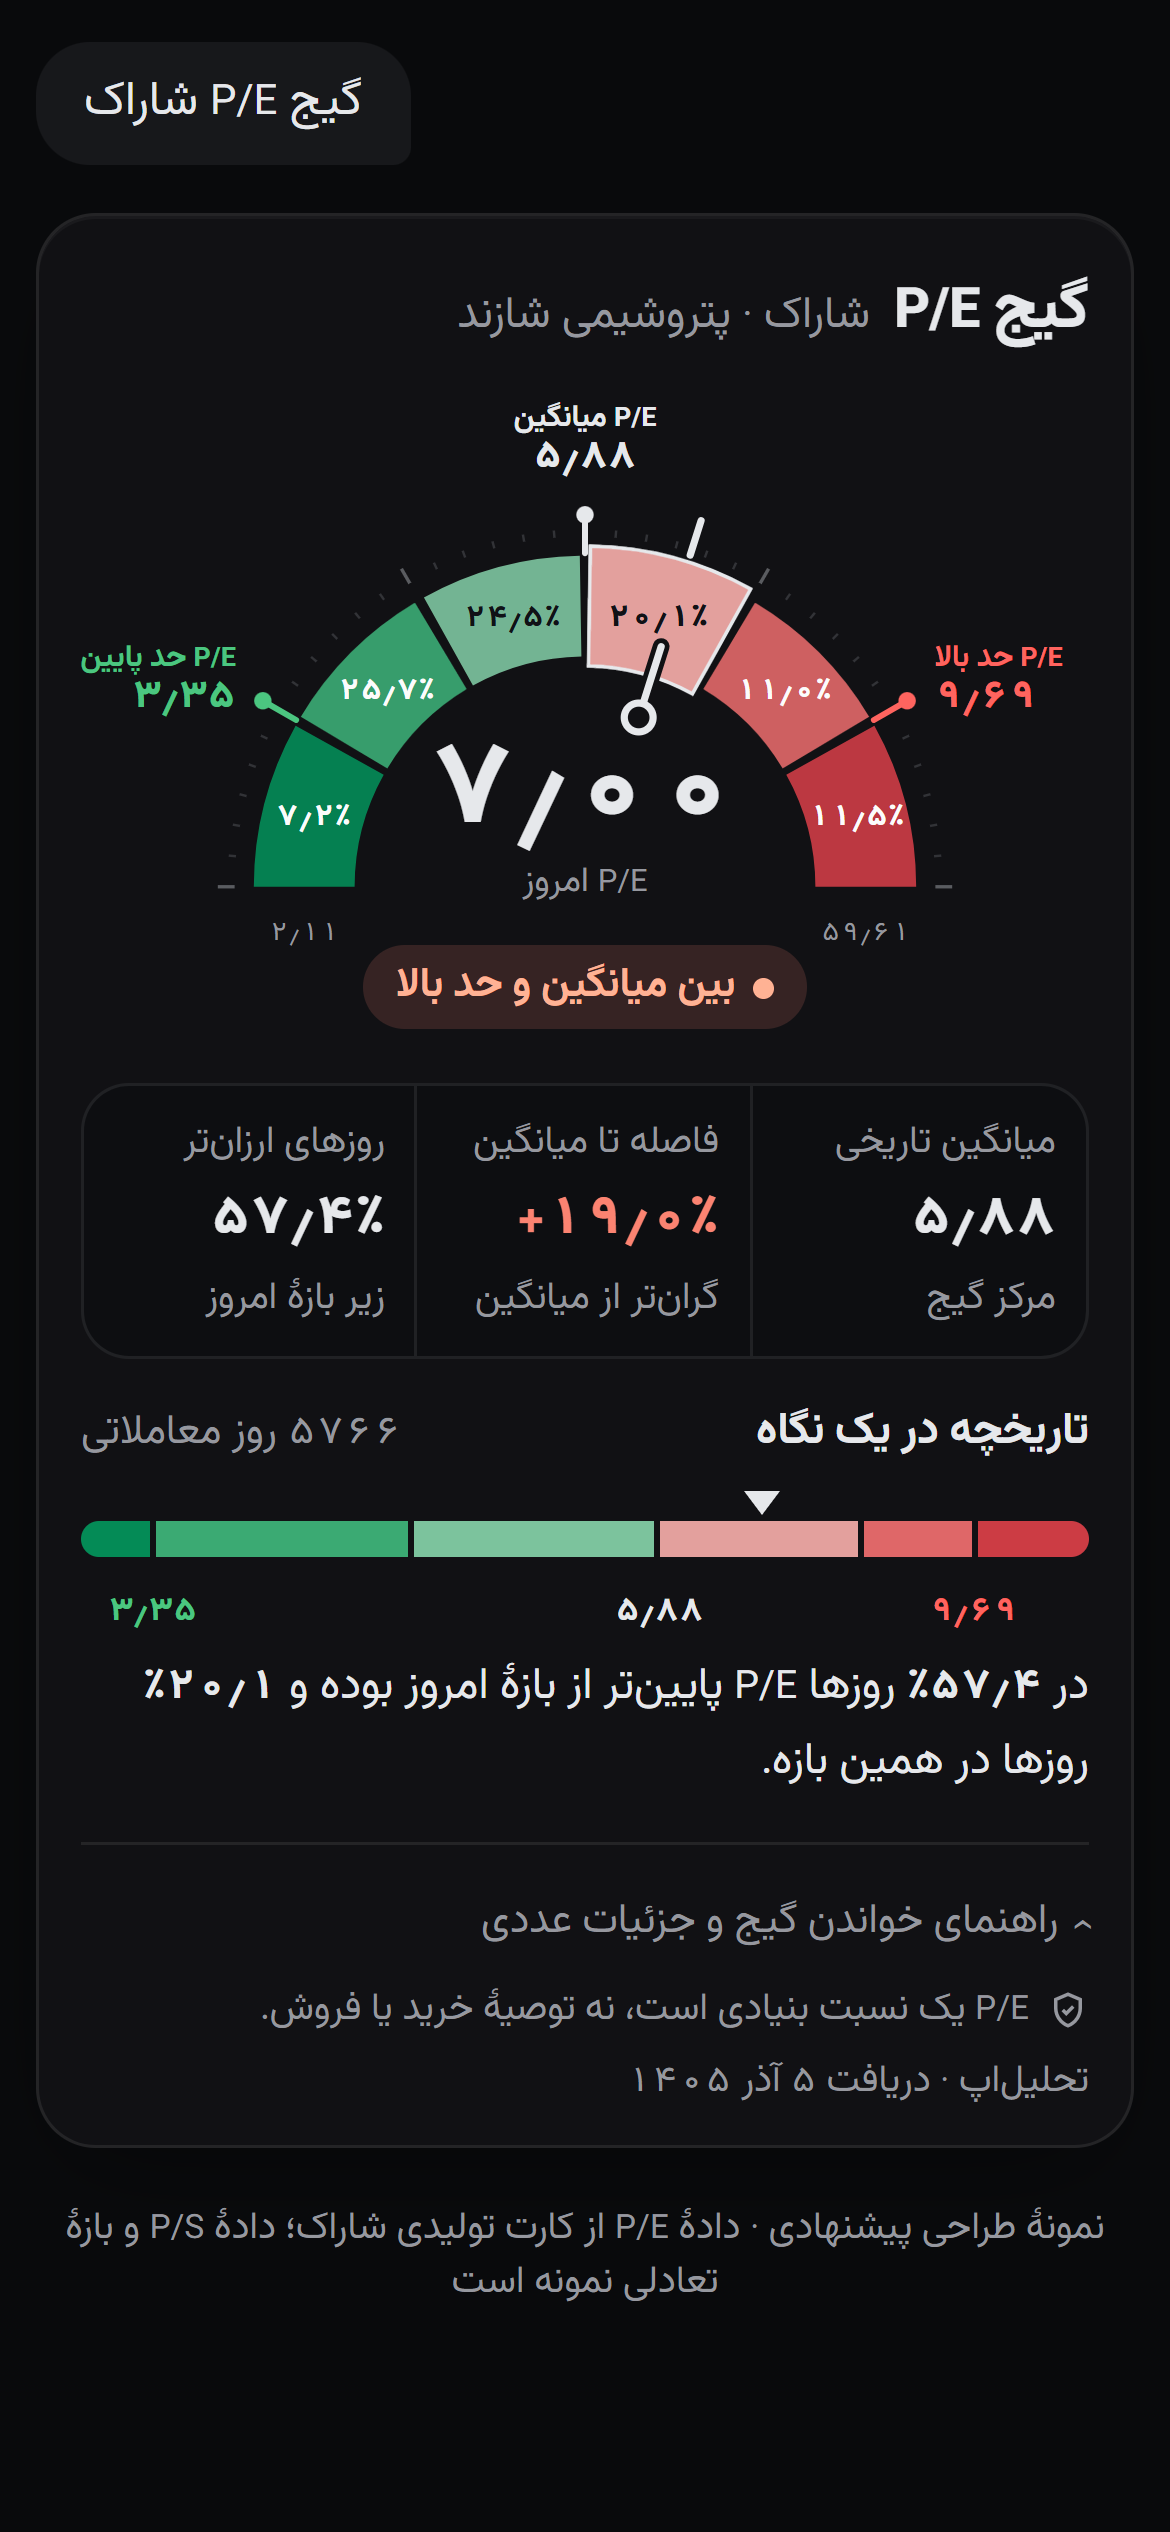 گیج P/E شاراک
گیج P/E شاراک · پتروشیمی شازند
P/E میانگین
۵٫۸۸
P/E حد بالا
۹٫۶۹
P/E حد پایین
۳٫۳۵
۷٫۲٪
۲۵٫۷٪
۲۴٫۵٪
۲۰٫۱٪
۱۱٫۰٪
۱۱٫۵٪
۷٫۰۰
P/E امروز
۲٫۱۱
۵۹٫۶۱
بین میانگین و حد بالا
میانگین تاریخی
۵٫۸۸
مرکز گیج
فاصله تا میانگین
+۱۹٫۰٪
گران‌تر از میانگین
روزهای ارزان‌تر
۵۷٫۴٪
زیر بازهٔ امروز
تاریخچه در یک نگاه
۵۷۶۶ روز معاملاتی
۳٫۳۵
۵٫۸۸
۹٫۶۹
در ۵۷٫۴٪ روزها P/E پایین‌تر از بازهٔ امروز بوده و ۲۰٫۱٪
روزها در همین بازه.
راهنمای خواندن گیج و جزئیات عددی
P/E یک نسبت بنیادی است، نه توصیهٔ خرید یا فروش.
تحلیل‌اپ · دریافت ۵ آذر ۱۴۰۵
نمونهٔ طراحی پیشنهادی · دادهٔ P/E از کارت تولیدی شاراک؛ دادهٔ P/S و بازهٔ
تعادلی نمونه است